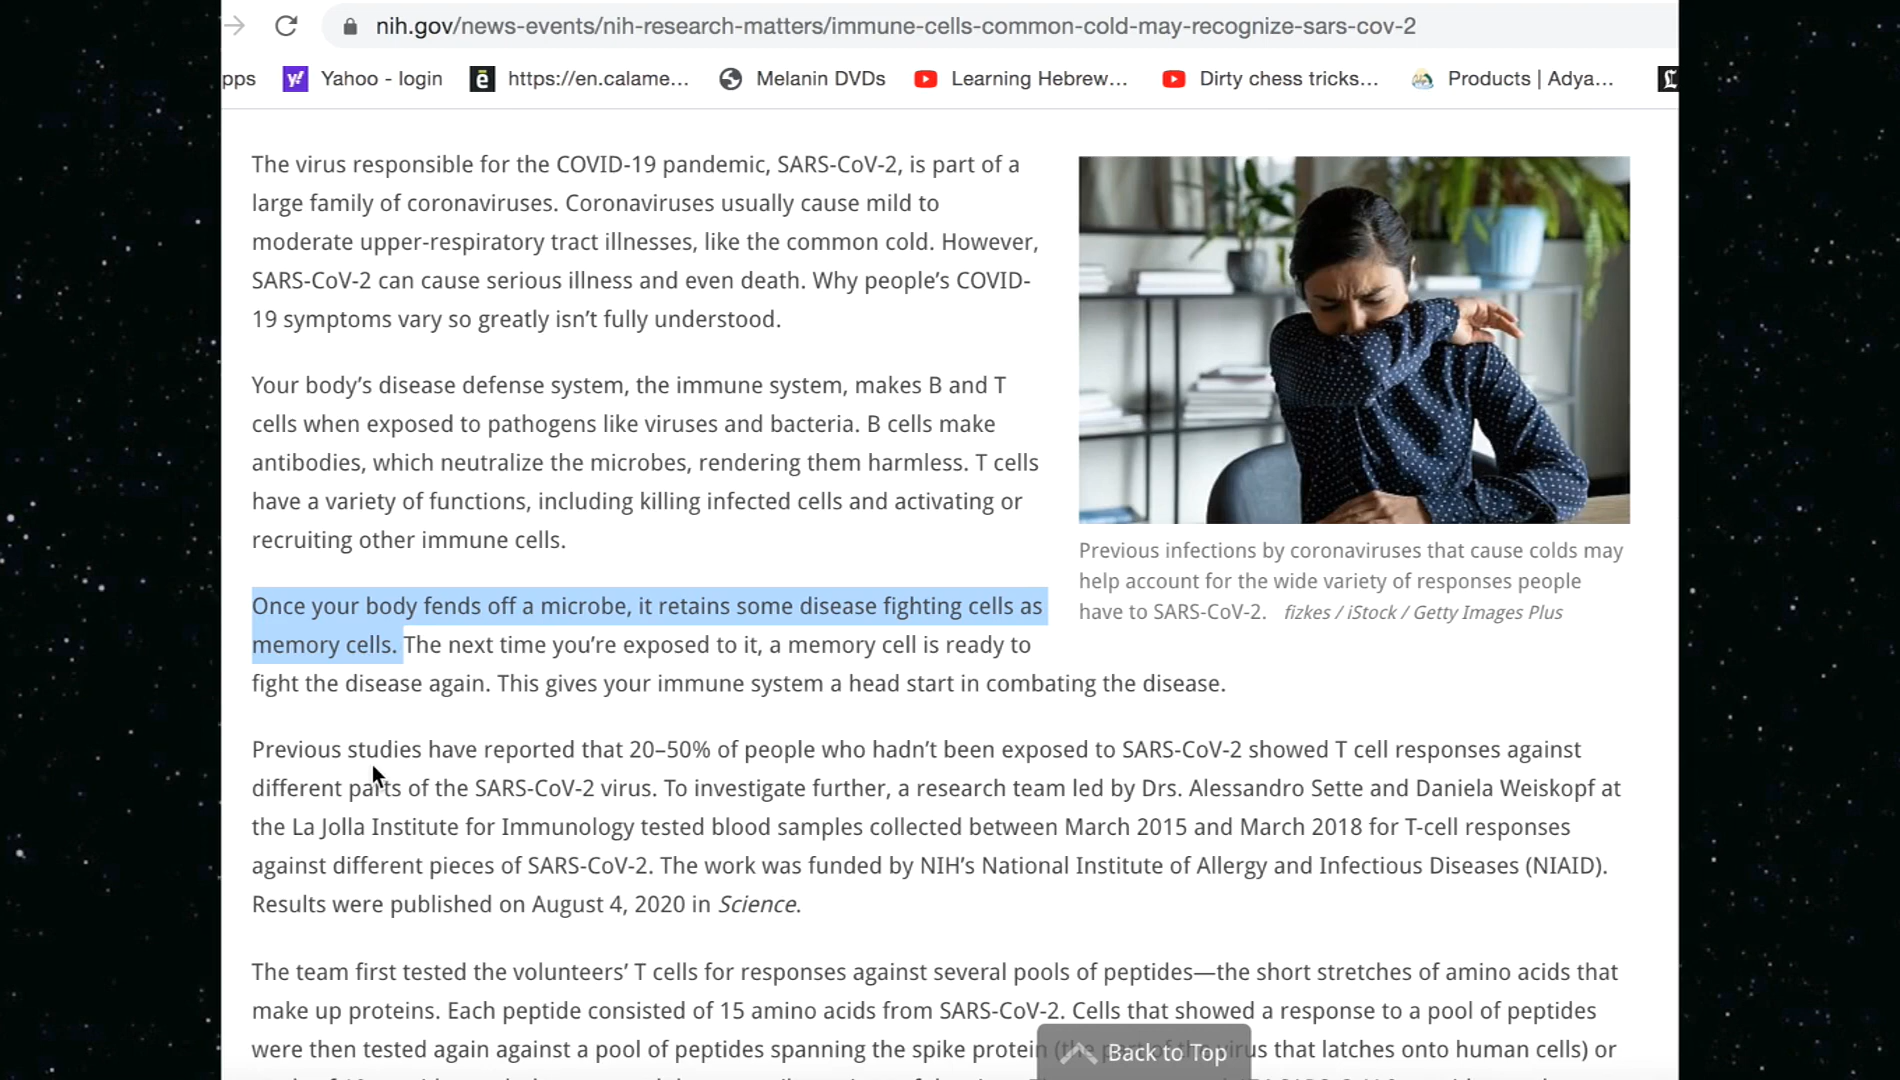 nih.gov/news-events/nih-research-matters/immune-cells-common-cold-may-recognize-sars-cov-2
pps
Yahoo - login
https://en.calame...
Melanin DVDs
Learning Hebrew...
Dirty chess tricks...
Products | Adya...
The virus responsible for the COVID-19 pandemic, SARS-CoV-2, is part of a
large family of coronaviruses. Coronaviruses usually cause mild to
moderate upper-respiratory tract illnesses, like the common cold. However,
SARS-CoV-2 can cause serious illness and even death. Why people’s COVID-
19 symptoms vary so greatly isn’t fully understood.
Your body’s disease defense system, the immune system, makes B and T
cells when exposed to pathogens like viruses and bacteria. B cells make
antibodies, which neutralize the microbes, rendering them harmless. T cells
have a variety of functions, including killing infected cells and activating or
recruiting other immune cells.
Previous infections by coronaviruses that cause colds may
help account for the wide variety of responses people
have to SARS-CoV-2. fizkes / iStock / Getty Images Plus
Once your body fends off a microbe, it retains some disease fighting cells as
memory cells. The next time you’re exposed to it, a memory cell is ready to
fight the disease again. This gives your immune system a head start in combating the disease.
Previous studies have reported that 20–50% of people who hadn’t been exposed to SARS-CoV-2 showed T cell responses against
different parts of the SARS-CoV-2 virus. To investigate further, a research team led by Drs. Alessandro Sette and Daniela Weiskopf at
the La Jolla Institute for Immunology tested blood samples collected between March 2015 and March 2018 for T-cell responses
against different pieces of SARS-CoV-2. The work was funded by NIH’s National Institute of Allergy and Infectious Diseases (NIAID).
Results were published on August 4, 2020 in Science.
The team first tested the volunteers’ T cells for responses against several pools of peptides—the short stretches of amino acids that
make up proteins. Each peptide consisted of 15 amino acids from SARS-CoV-2. Cells that showed a response to a pool of peptides
were then tested again against a pool of peptides spanning the spike protein (the part of the virus that latches onto human cells) or
Back to Top